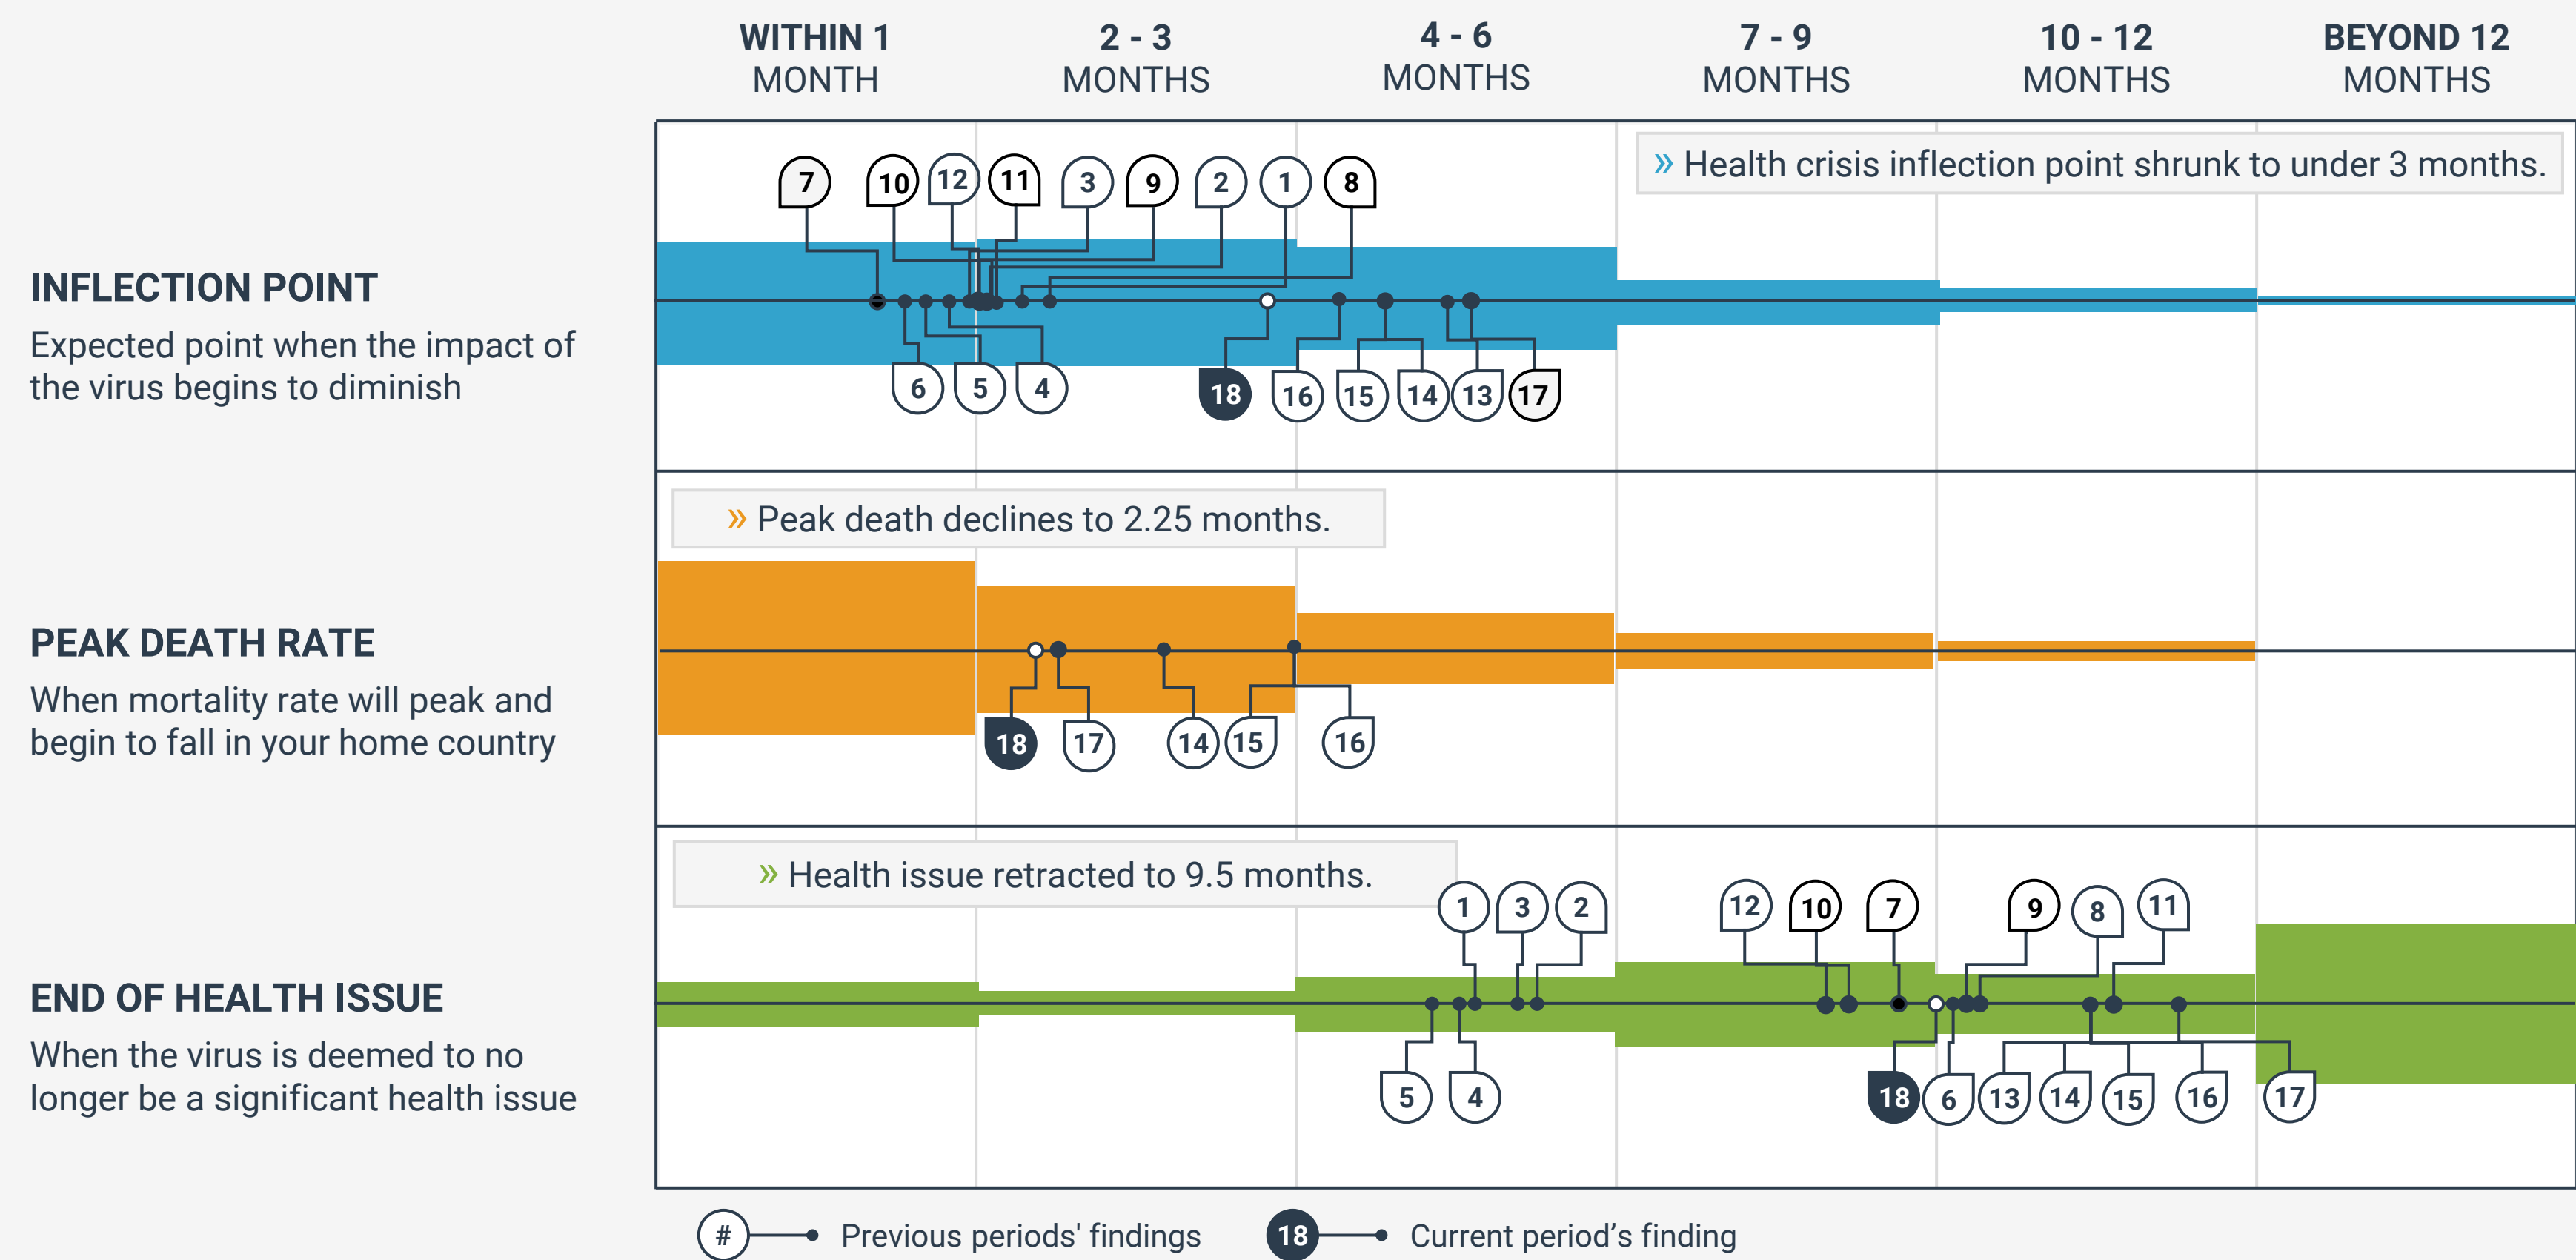 WITHIN 1
MONTH
2 - 3
MONTHS
4 - 6
MONTHS
7 - 9
MONTHS
10 - 12
MONTHS
BEYOND 12
MONTHS
» Health crisis inflection point shrunk to under 3 months.
7 10 12 11 3 9 2 1 8
INFLECTION POINT
Expected point when the impact of
the virus begins to diminish
6 5 4 18 16 15 14 13 17
» Peak death declines to 2.25 months.
PEAK DEATH RATE
When mortality rate will peak and
begin to fall in your home country
18 17 14 15 16
» Health issue retracted to 9.5 months.
1 3 2 12 10 7 9 8 11
END OF HEALTH ISSUE
When the virus is deemed to no
longer be a significant health issue
5 4 18 6 13 14 15 16 17
# Previous periods' findings
18 Current period’s finding